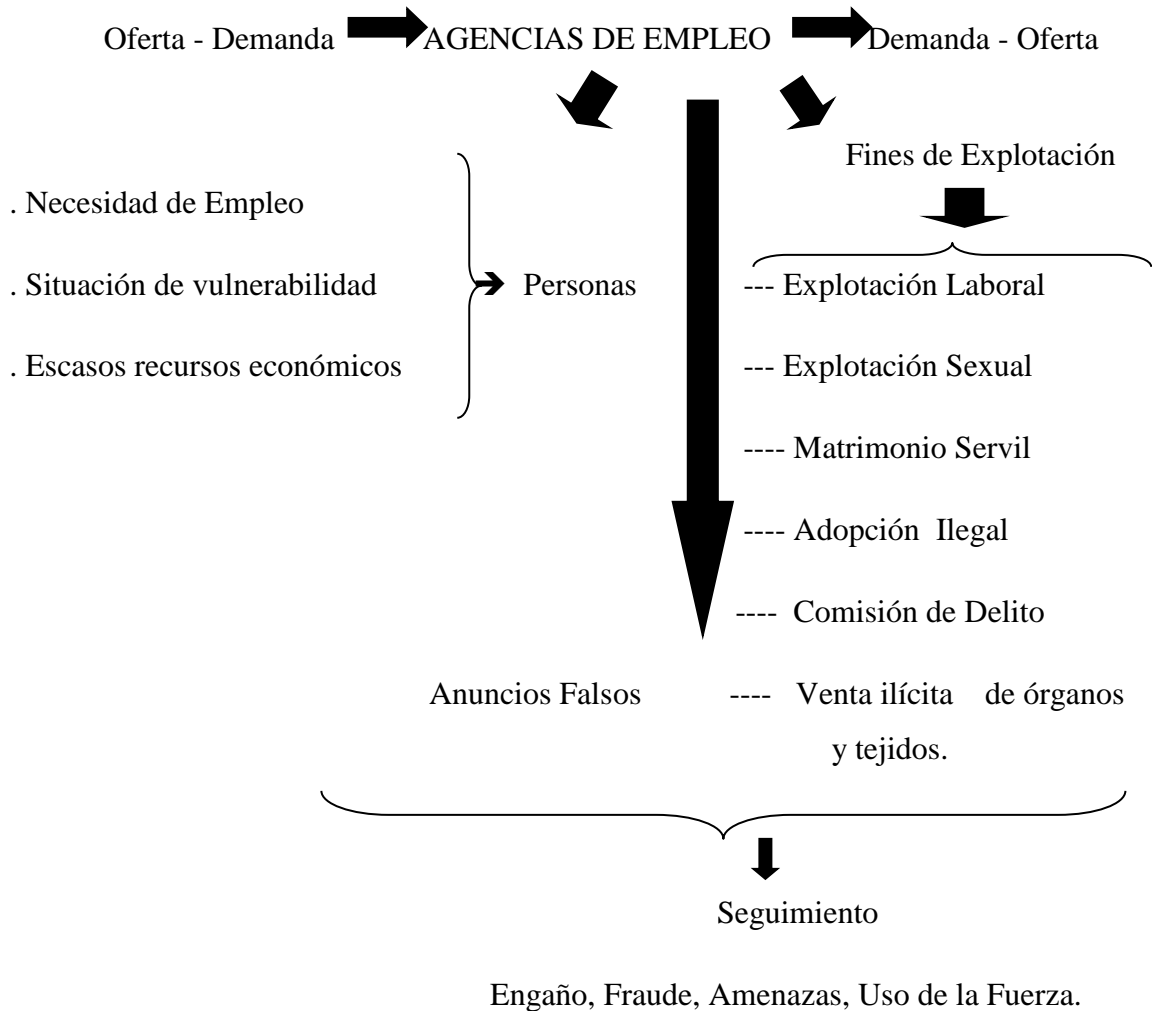 Oferta - Demanda AGENCIAS DE EMPLEO Demanda - Oferta
Fines de Explotación
. Necesidad de Empleo
. Situación de vulnerabilidad Personas --- Explotación Laboral
. Escasos recursos económicos --- Explotación Sexual
---- Matrimonio Servil
---- Adopción Ilegal
---- Comisión de Delito
Anuncios Falsos ---- Venta ilícita de órganos
y tejidos.
Seguimiento
Engaño, Fraude, Amenazas, Uso de la Fuerza.